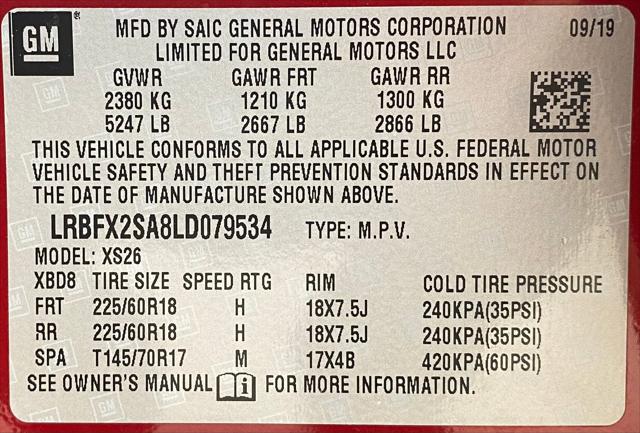 GM
MFD BY SAIC GENERAL MOTORS CORPORATION 09/19
LIMITED FOR GENERAL MOTORS LLC
GVWR GAWR FRT GAWR RR
2380 KG 1210 KG 1300 KG
5247 LB 2667 LB 2866 LB
THIS VEHICLE CONFORMS TO ALL APPLICABLE U.S. FEDERAL MOTOR
VEHICLE SAFETY AND THEFT PREVENTION STANDARDS IN EFFECT ON
THE DATE OF MANUFACTURE SHOWN ABOVE.
LRBFX2SA8LD079534 TYPE: M.P.V.
MODEL: XS26
XBD8 TIRE SIZE SPEED RTG RIM COLD TIRE PRESSURE
FRT 225/60R18 H 18X7.5J 240KPA(35PSI)
RR 225/60R18 H 18X7.5J 240KPA(35PSI)
SPA T145/70R17 M 17X4B 420KPA(60PSI)
SEE OWNER'S MANUAL i FOR MORE INFORMATION.